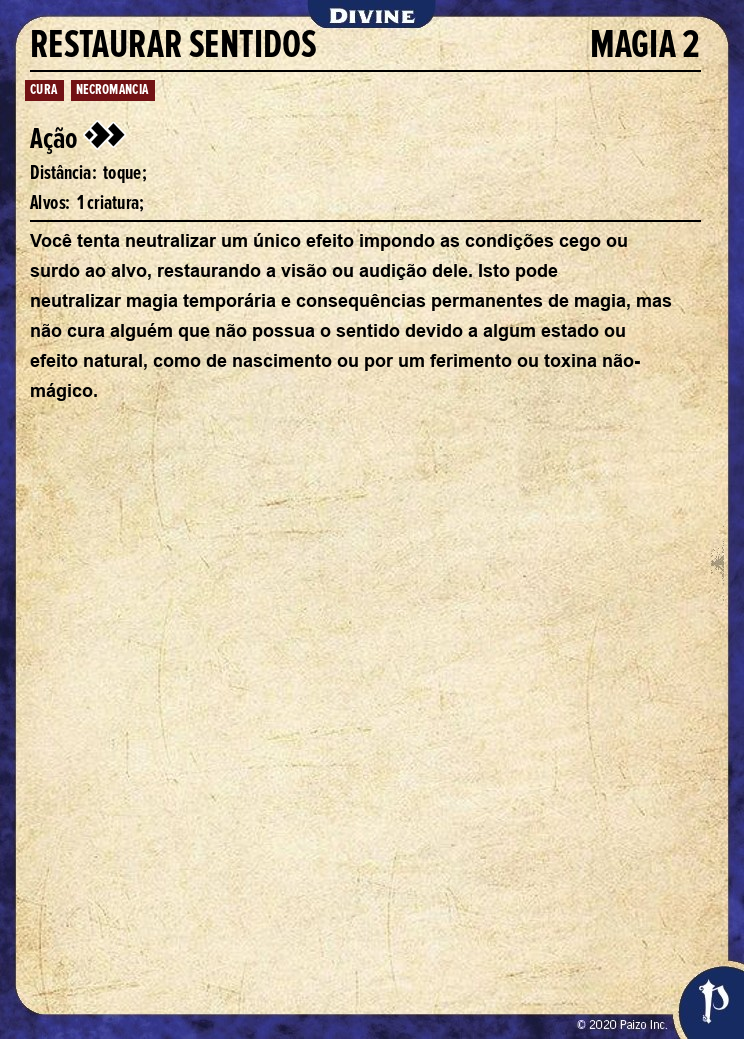 DIVINE
RESTAURAR SENTIDOS MAGIA 2
CURA NECROMANCIA
Ação
Distância: toque;
Alvos: 1 criatura;
Você tenta neutralizar um único efeito impondo as condições cego ou
surdo ao alvo, restaurando a visão ou audição dele. Isto pode
neutralizar magia temporária e consequências permanentes de magia, mas
não cura alguém que não possua o sentido devido a algum estado ou
efeito natural, como de nascimento ou por um ferimento ou toxina não-
mágico.
© 2020 Paizo Inc.